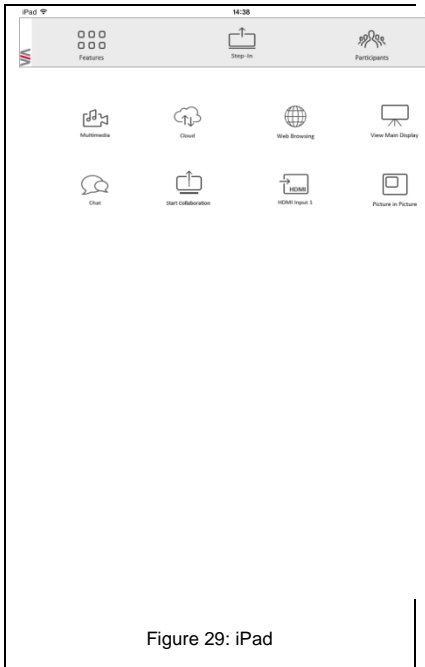 iPad 14:38
Features Step-In Participants
Multimedia Cloud Web Browsing View Main Display
HDMI
Chat Start Collaboration HDMI Input 1 Picture in Picture
Figure 29: iPad